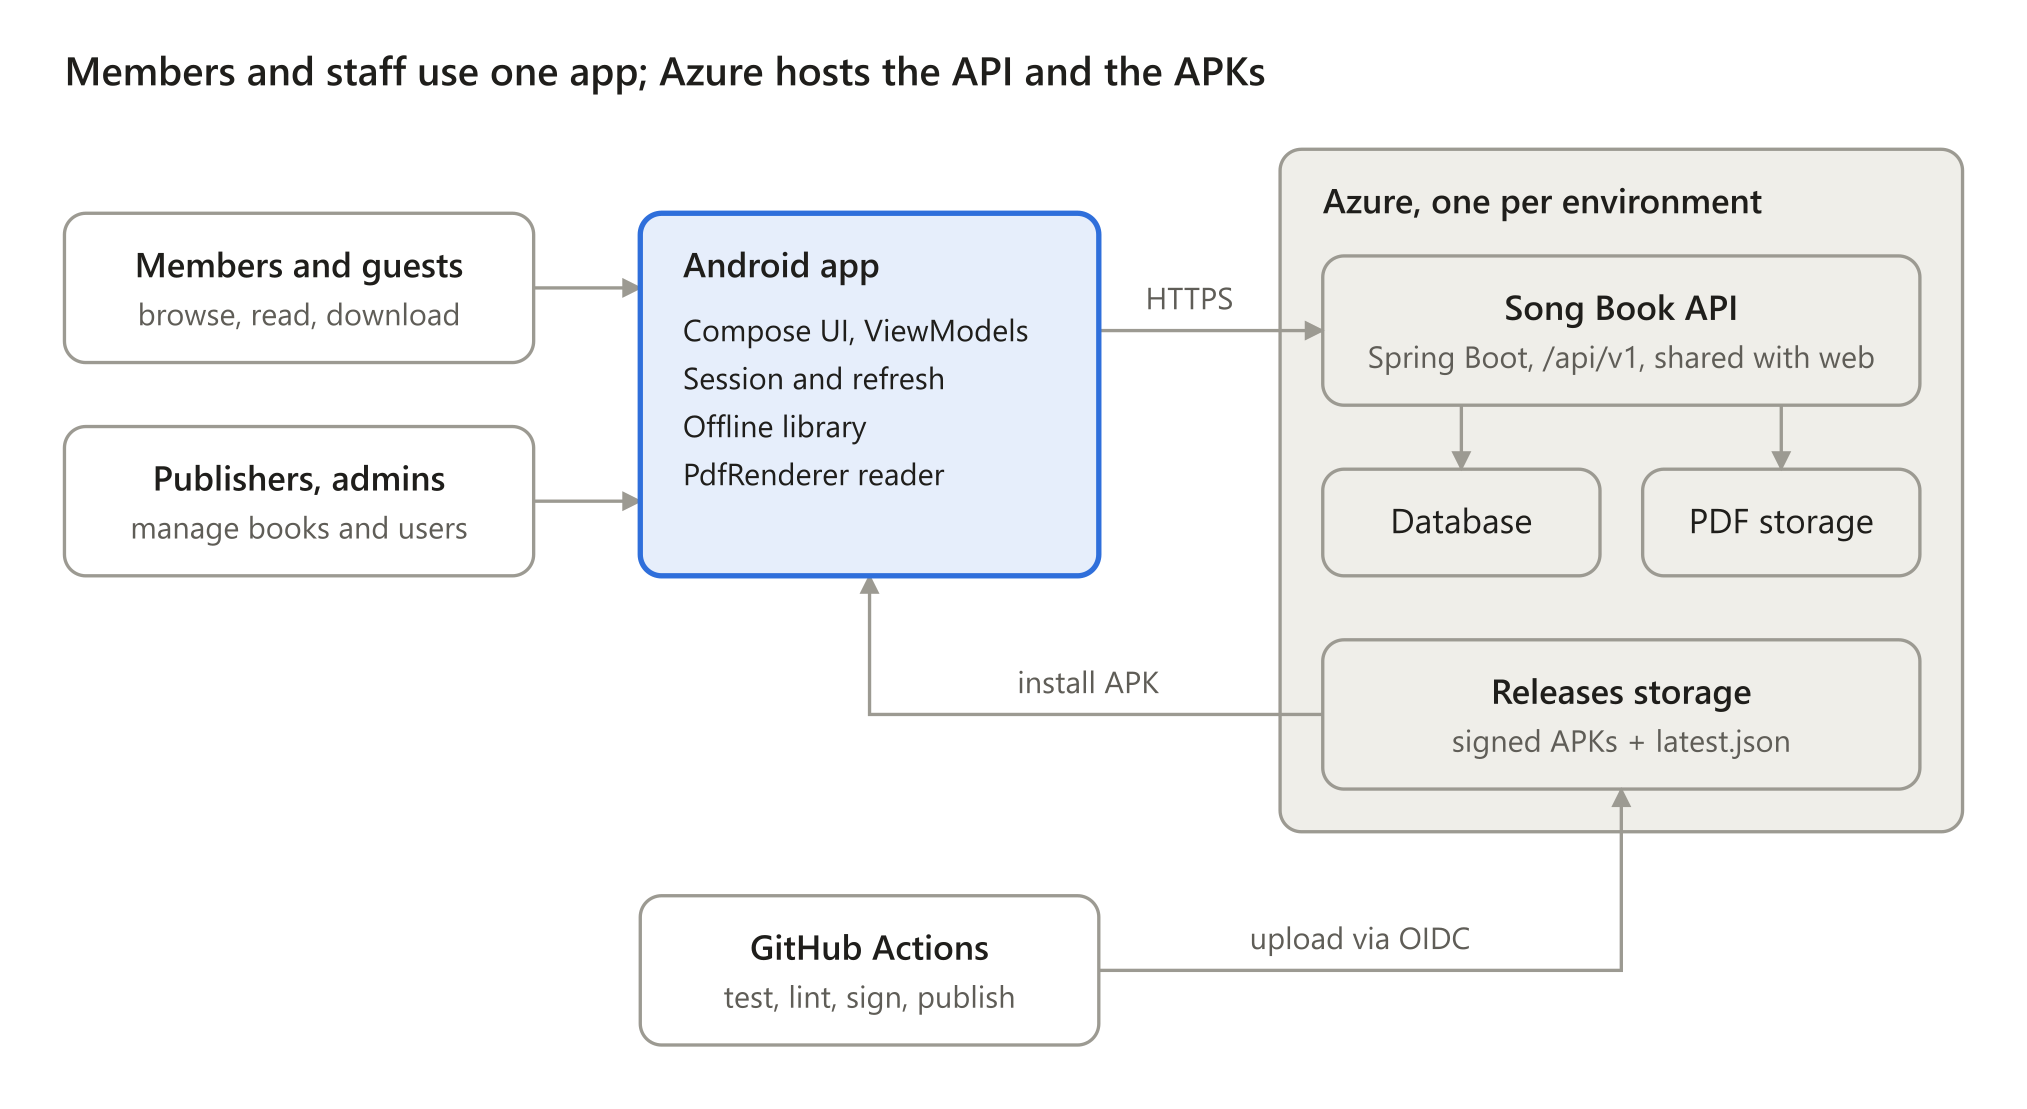 Members and staff use one app; Azure hosts the API and the APKs
Members and guests
browse, read, download
Publishers, admins
manage books and users
Android app
Compose UI, ViewModels
Session and refresh
Offline library
PdfRenderer reader
HTTPS
Azure, one per environment
Song Book API
Spring Boot, /api/v1, shared with web
Database
PDF storage
install APK
Releases storage
signed APKs + latest.json
GitHub Actions
test, lint, sign, publish
upload via OIDC